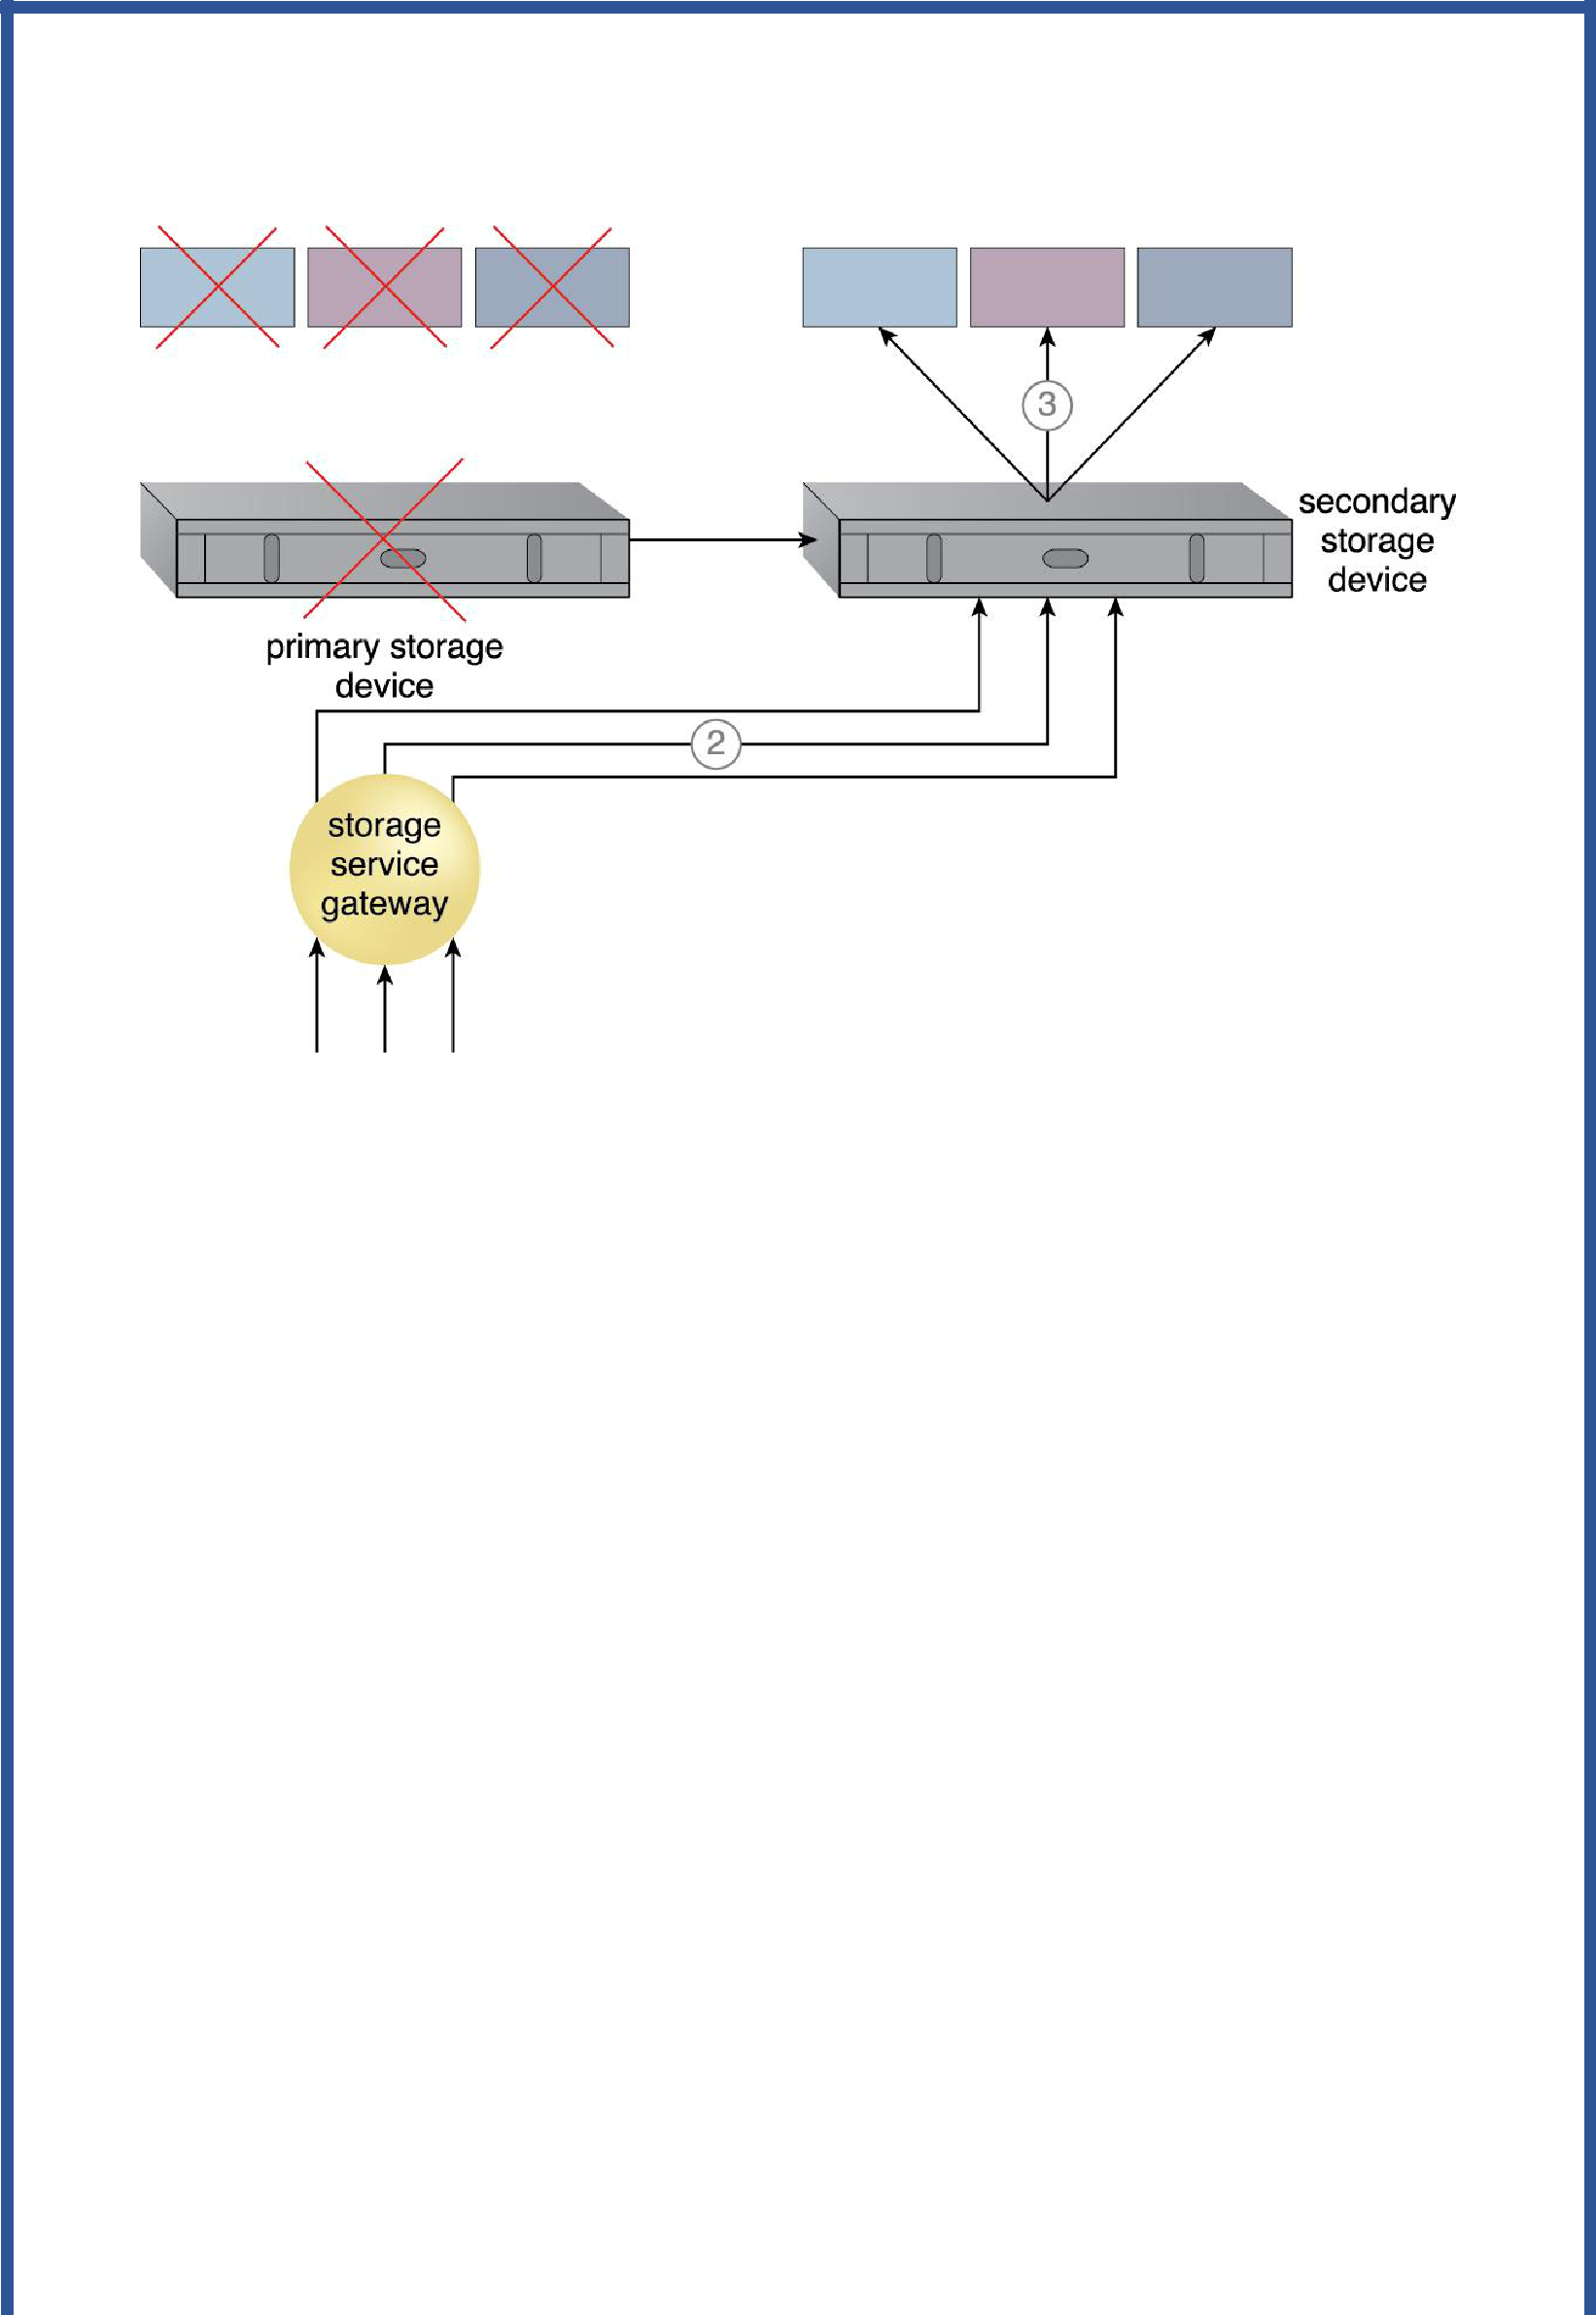 3
secondary
storage
device
primary storage
device
2
storage
service
gateway